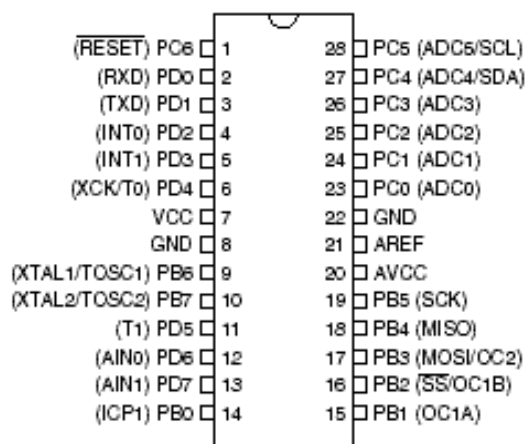 (RESET) PC6 1 28 PC5 (ADC5/SCL)
(RXD) PD0 2 27 PC4 (ADC4/SDA)
(TXD) PD1 3 26 PC3 (ADC3)
(INT0) PD2 4 25 PC2 (ADC2)
(INT1) PD3 5 24 PC1 (ADC1)
(XCK/T0) PD4 6 23 PC0 (ADC0)
VCC 7 22 GND
GND 8 21 AREF
(XTAL1/TOSC1) PB6 9 20 AVCC
(XTAL2/TOSC2) PB7 10 19 PB5 (SCK)
(T1) PD5 11 18 PB4 (MISO)
(AIN0) PD6 12 17 PB3 (MOSI/OC2)
(AIN1) PD7 13 16 PB2 (SS/OC1B)
(ICP1) PB0 14 15 PB1 (OC1A)